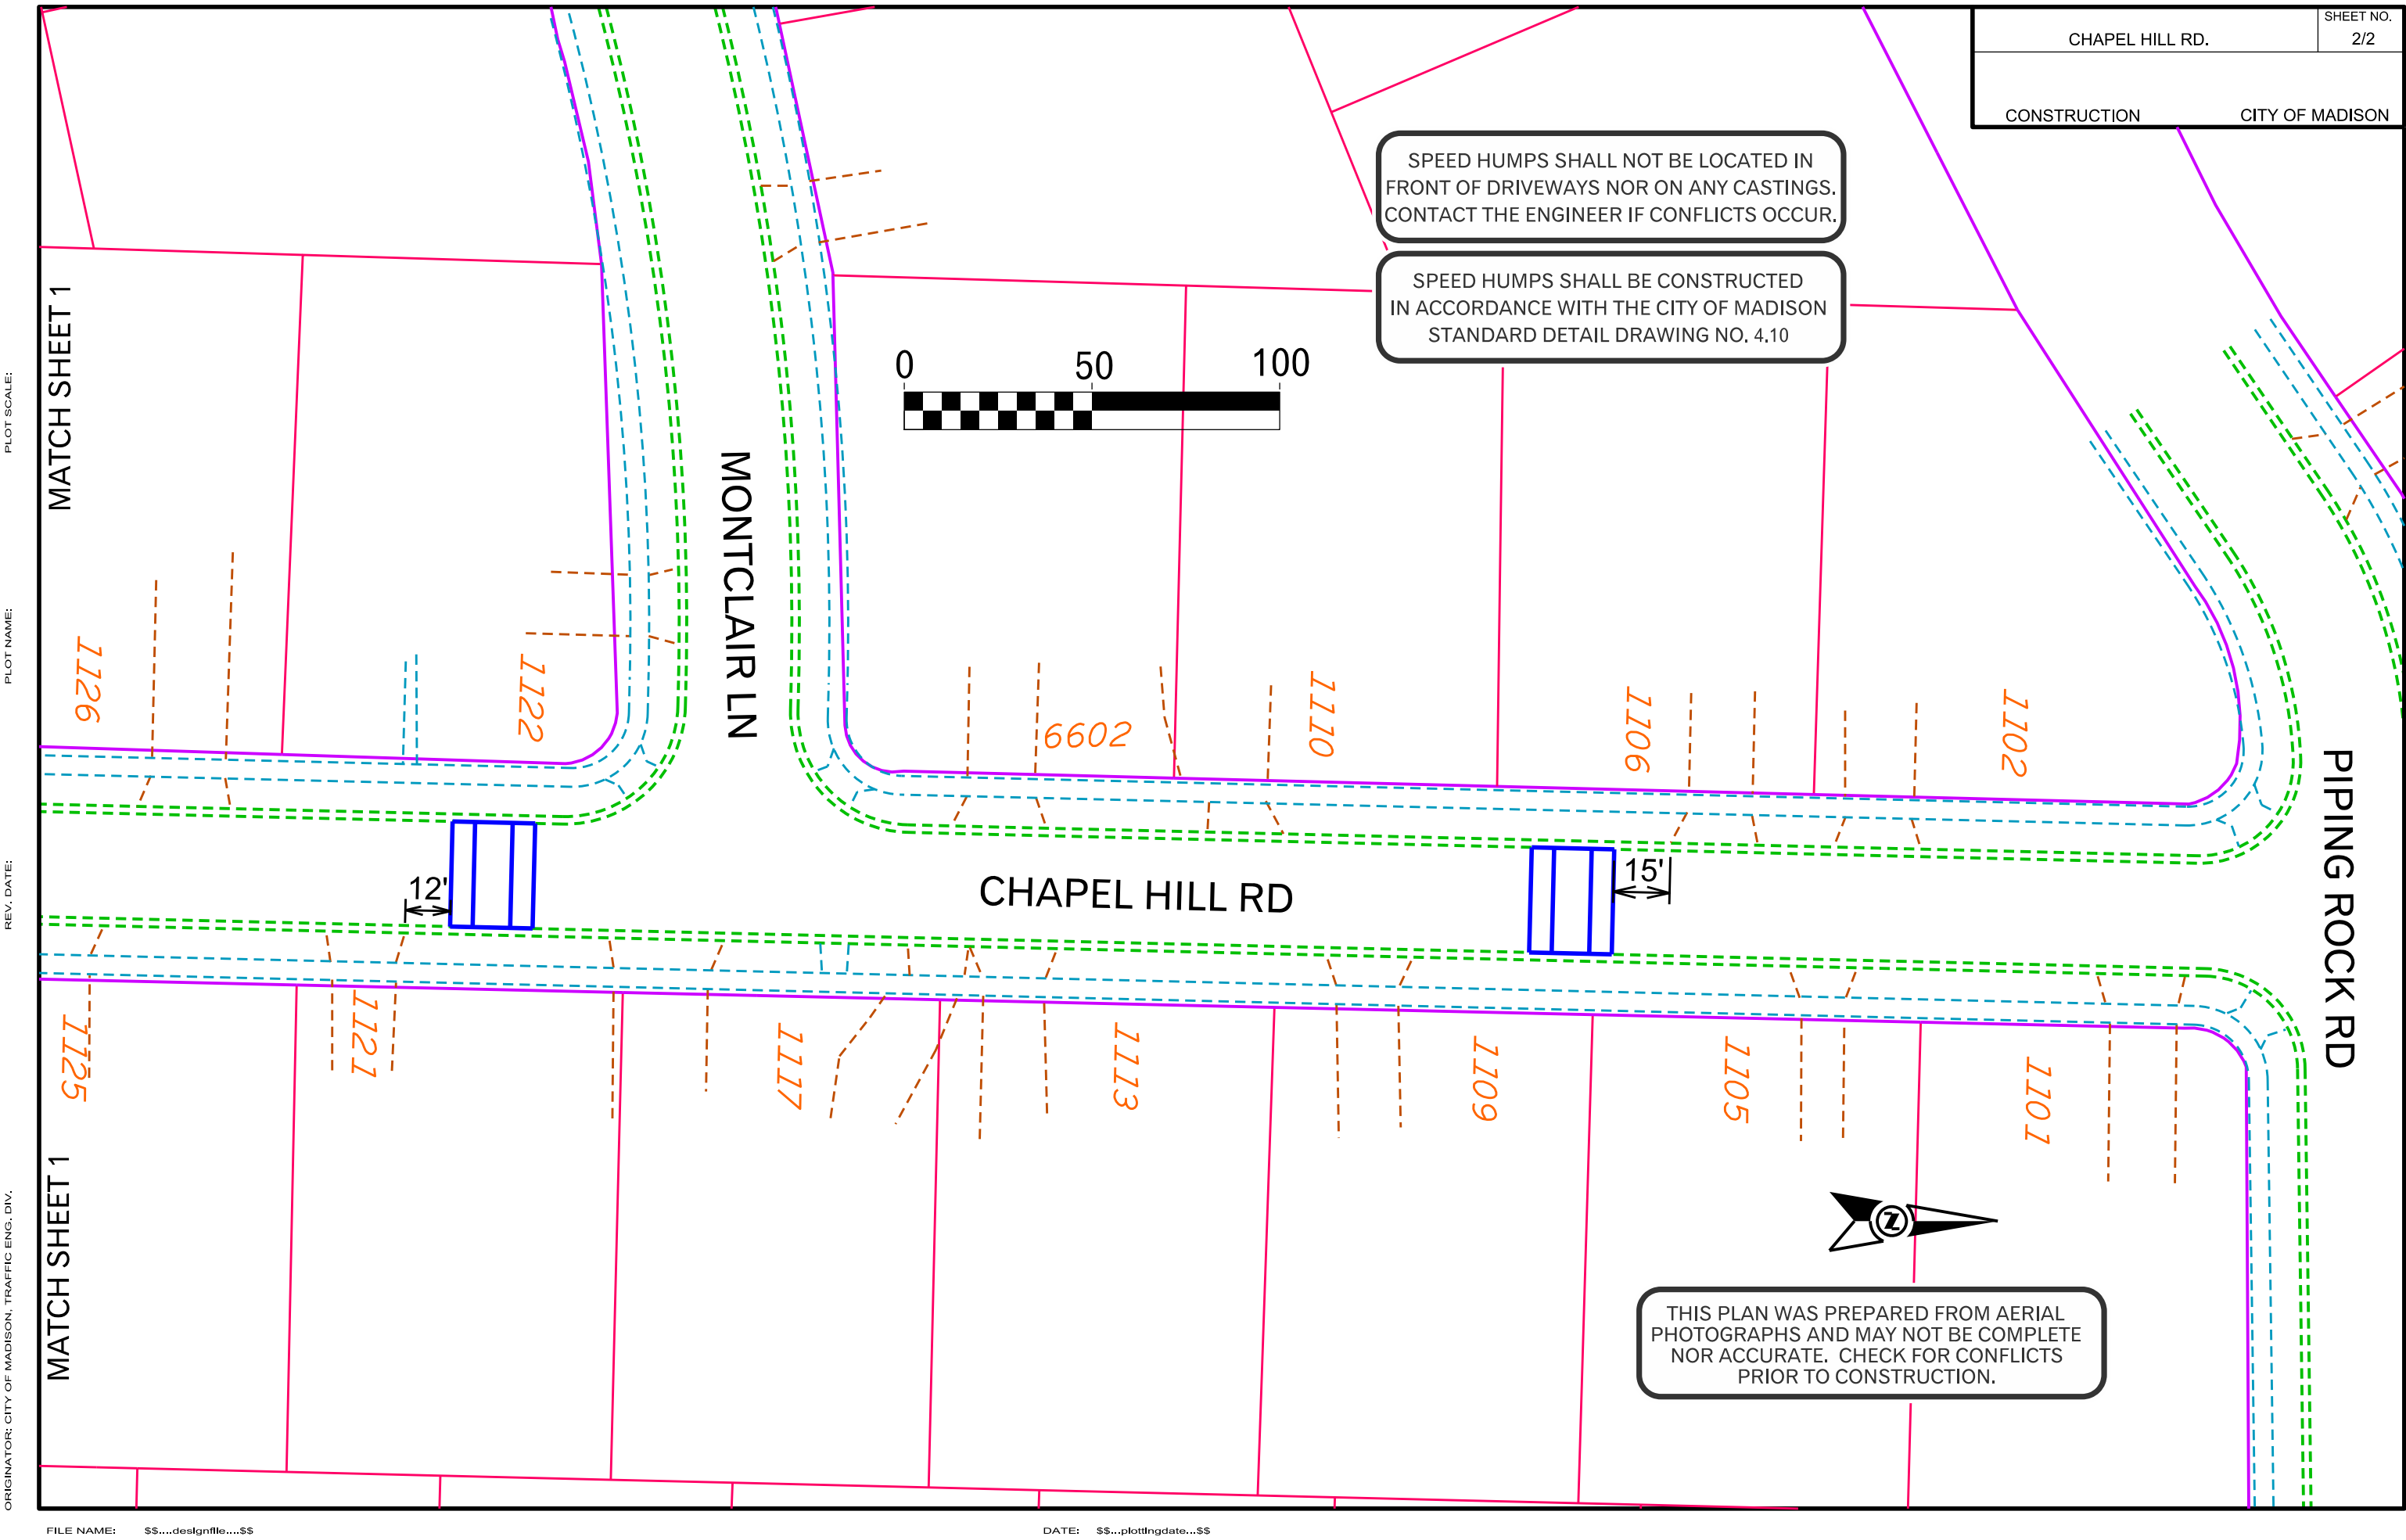 CHAPEL HILL RD.
SHEET NO.
2/2
CONSTRUCTION
CITY OF MADISON
SPEED HUMPS SHALL NOT BE LOCATED IN
FRONT OF DRIVEWAYS NOR ON ANY CASTINGS.
CONTACT THE ENGINEER IF CONFLICTS OCCUR.
SPEED HUMPS SHALL BE CONSTRUCTED
IN ACCORDANCE WITH THE CITY OF MADISON
STANDARD DETAIL DRAWING NO. 4.10
0
50
100
MATCH SHEET 1
MONTCLAIR LN
1126
1122
6602
1110
1106
1102
PIPING ROCK RD
12'
CHAPEL HILL RD
15'
1125
1121
1117
1113
1109
1105
1101
MATCH SHEET 1
N
THIS PLAN WAS PREPARED FROM AERIAL
PHOTOGRAPHS AND MAY NOT BE COMPLETE
NOR ACCURATE. CHECK FOR CONFLICTS
PRIOR TO CONSTRUCTION.
PLOT SCALE:
PLOT NAME:
REV. DATE:
ORIGINATOR: CITY OF MADISON, TRAFFIC ENG. DIV.
FILE NAME: $$...designfile...$$
DATE: $$...plottingdate...$$